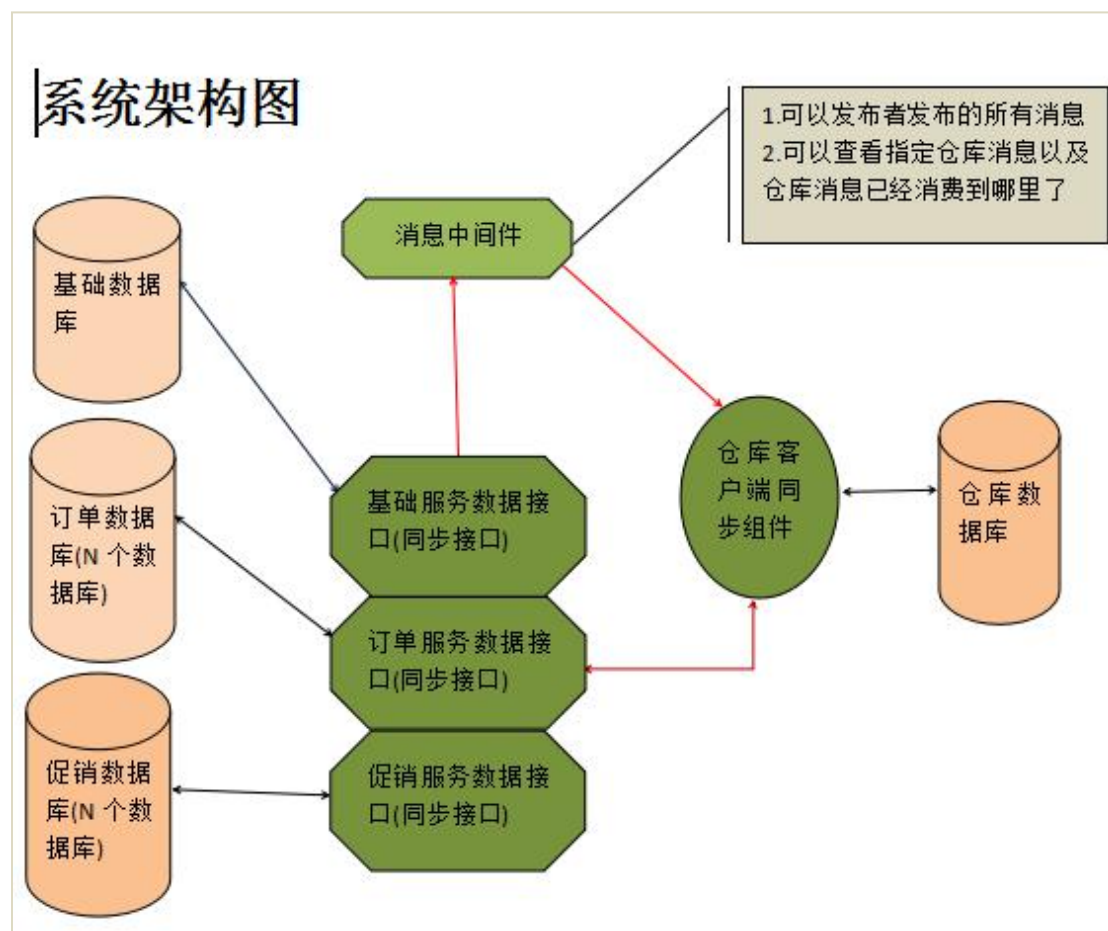 系统架构图
1.可以发布者发布的所有消息
2.可以查看指定仓库消息以及
仓库消息已经消费到哪里了
消息中间件
基础数据
库
订单数据
库(N 个数
据库)
促销数据
库(N 个数
据库)
基础服务数据接
口(同步接口)
订单服务数据接
口(同步接口)
促销服务数据接
口(同步接口)
仓库客
户端同
步组件
仓库数
据库